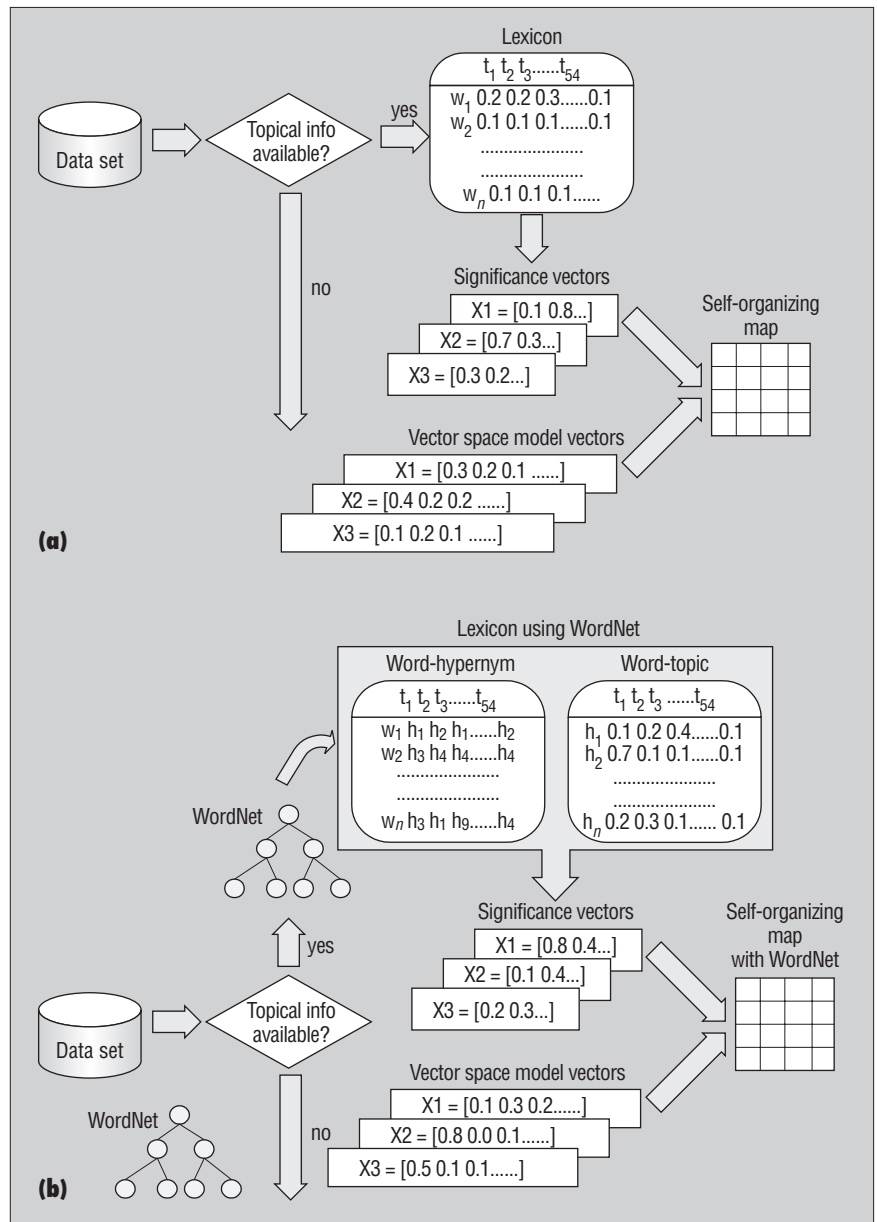 Lexicon
t1 t2 t3......t54
w1 0.2 0.2 0.3......0.1
w2 0.1 0.1 0.1......0.1
.......................
.......................
wn 0.1 0.1 0.1......
Data set
Topical info
available?
yes
no
Significance vectors
X1 = [0.1 0.8...]
X2 = [0.7 0.3...]
X3 = [0.3 0.2...]
Self-organizing
map
Vector space model vectors
X1 = [0.3 0.2 0.1 ......]
X2 = [0.4 0.2 0.2 ......]
X3 = [0.1 0.2 0.1 ......]
(a)
Lexicon using WordNet
Word-hypernym
t1 t2 t3......t54
w1 h1 h2 h1......h2
w2 h3 h4 h4......h4
.......................
.......................
wn h3 h1 h9......h4
Word-topic
t1 t2 t3 ......t54
h1 0.1 0.2 0.4......0.1
h2 0.7 0.1 0.1......0.1
.......................
.......................
hn 0.2 0.3 0.1...... 0.1
WordNet
yes
Data set
Topical info
available?
Significance vectors
X1 = [0.8 0.4...]
X2 = [0.1 0.4...]
X3 = [0.2 0.3...]
Self-organizing
map
with WordNet
WordNet
no
Vector space model vectors
X1 = [0.1 0.3 0.2......]
X2 = [0.8 0.0 0.1......]
X3 = [0.5 0.1 0.1......]
(b)